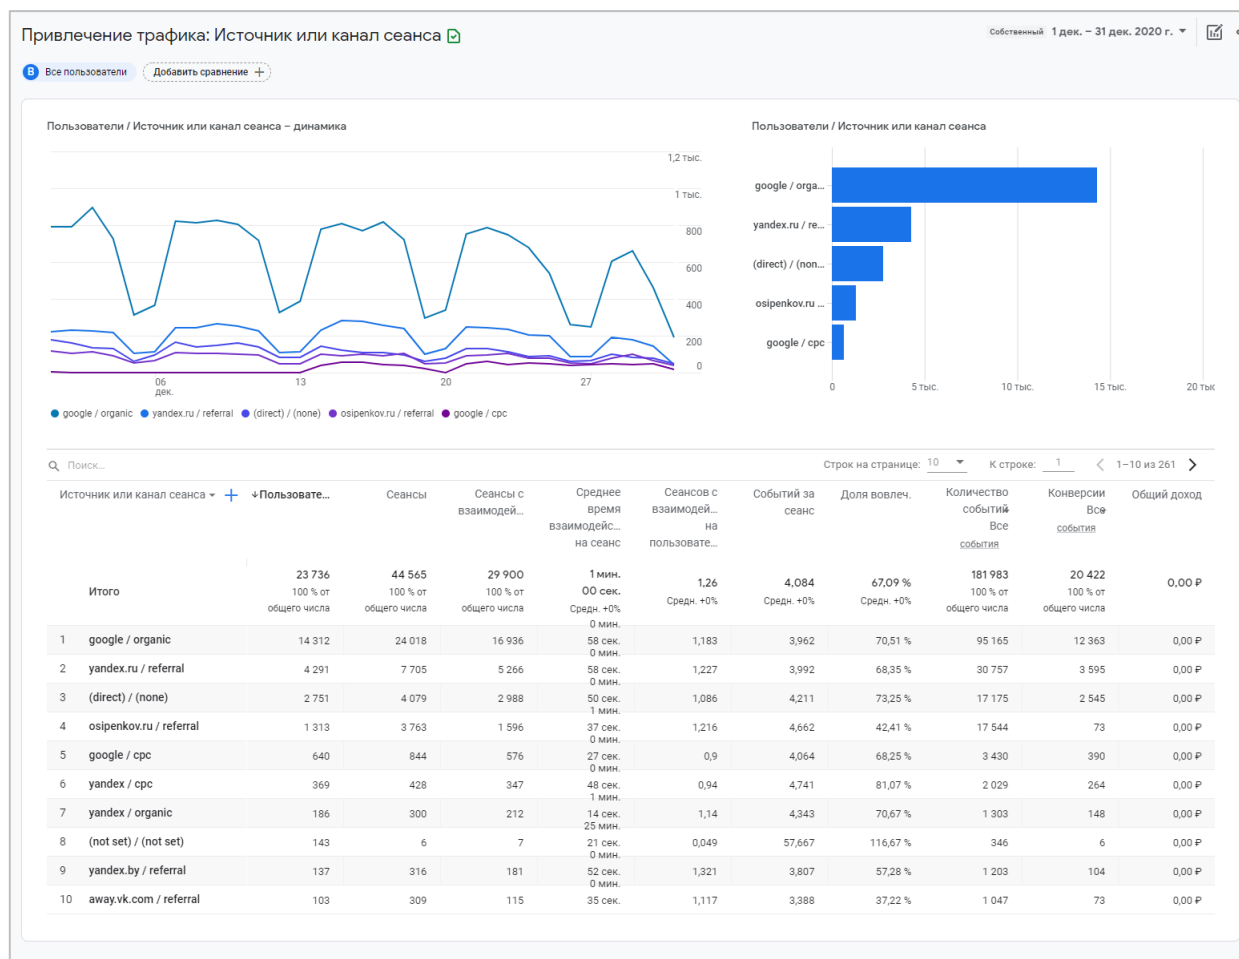 Привлечение трафика: Источник или канал сеанса
Собственный 1 дек. – 31 дек. 2020 г.
B Все пользователи Добавить сравнение +
Пользователи / Источник или канал сеанса – динамика
1,2 тыс.
1 тыс.
800
600
400
200
0
06 13 20 27
дек.
google / organic yandex.ru / referral (direct) / (none) osipenkov.ru / referral google / cpc
Пользователи / Источник или канал сеанса
google / orga...
yandex.ru / re...
(direct) / (non...
osipenkov.ru ...
google / cpc
0 5 тыс. 10 тыс. 15 тыс. 20 тыс
Поиск... Строк на странице: 10 К строке: 1 1–10 из 261
Источник или канал сеанса + ↓Пользовате... Сеансы Сеансы с взаимодей... Среднее время взаимодейс... на сеанс Сеансов с взаимодей... на пользовате... Событий за сеанс Доля вовлеч. Количество событий Все события Конверсии Все события Общий доход
Итого 23 736 44 565 29 900 1 мин. 00 сек. 1,26 4,084 67,09 % 181 983 20 422 0,00 ₽
100 % от общего числа 100 % от общего числа 100 % от общего числа Средн. +0% Средн. +0% Средн. +0% Средн. +0% 100 % от общего числа 100 % от общего числа
1 google / organic 14 312 24 018 16 936 0 мин. 58 сек. 1,183 3,962 70,51 % 95 165 12 363 0,00 ₽
2 yandex.ru / referral 4 291 7 705 5 266 0 мин. 58 сек. 1,227 3,992 68,35 % 30 757 3 595 0,00 ₽
3 (direct) / (none) 2 751 4 079 2 988 0 мин. 50 сек. 1,086 4,211 73,25 % 17 175 2 545 0,00 ₽
4 osipenkov.ru / referral 1 313 3 763 1 596 1 мин. 37 сек. 1,216 4,662 42,41 % 17 544 73 0,00 ₽
5 google / cpc 640 844 576 0 мин. 27 сек. 0,9 4,064 68,25 % 3 430 390 0,00 ₽
6 yandex / cpc 369 428 347 0 мин. 48 сек. 0,94 4,741 81,07 % 2 029 264 0,00 ₽
7 yandex / organic 186 300 212 1 мин. 14 сек. 1,14 4,343 70,67 % 1 303 148 0,00 ₽
8 (not set) / (not set) 143 6 7 25 мин. 21 сек. 0,049 57,667 116,67 % 346 6 0,00 ₽
9 yandex.by / referral 137 316 181 0 мин. 52 сек. 1,321 3,807 57,28 % 1 203 104 0,00 ₽
10 away.vk.com / referral 103 309 115 0 мин. 35 сек. 1,117 3,388 37,22 % 1 047 73 0,00 ₽